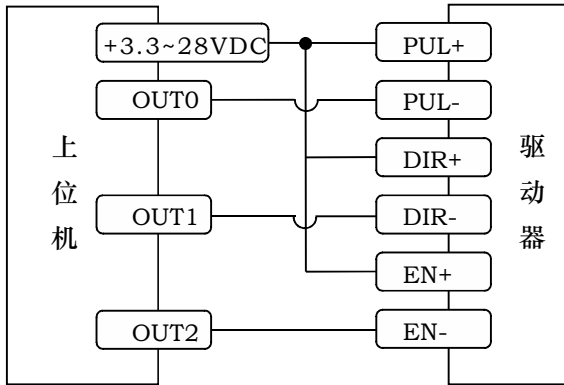 +3.3~28VDC
PUL+
OUT0
PUL-
DIR+
上位机
驱动器
OUT1
DIR-
EN+
OUT2
EN-